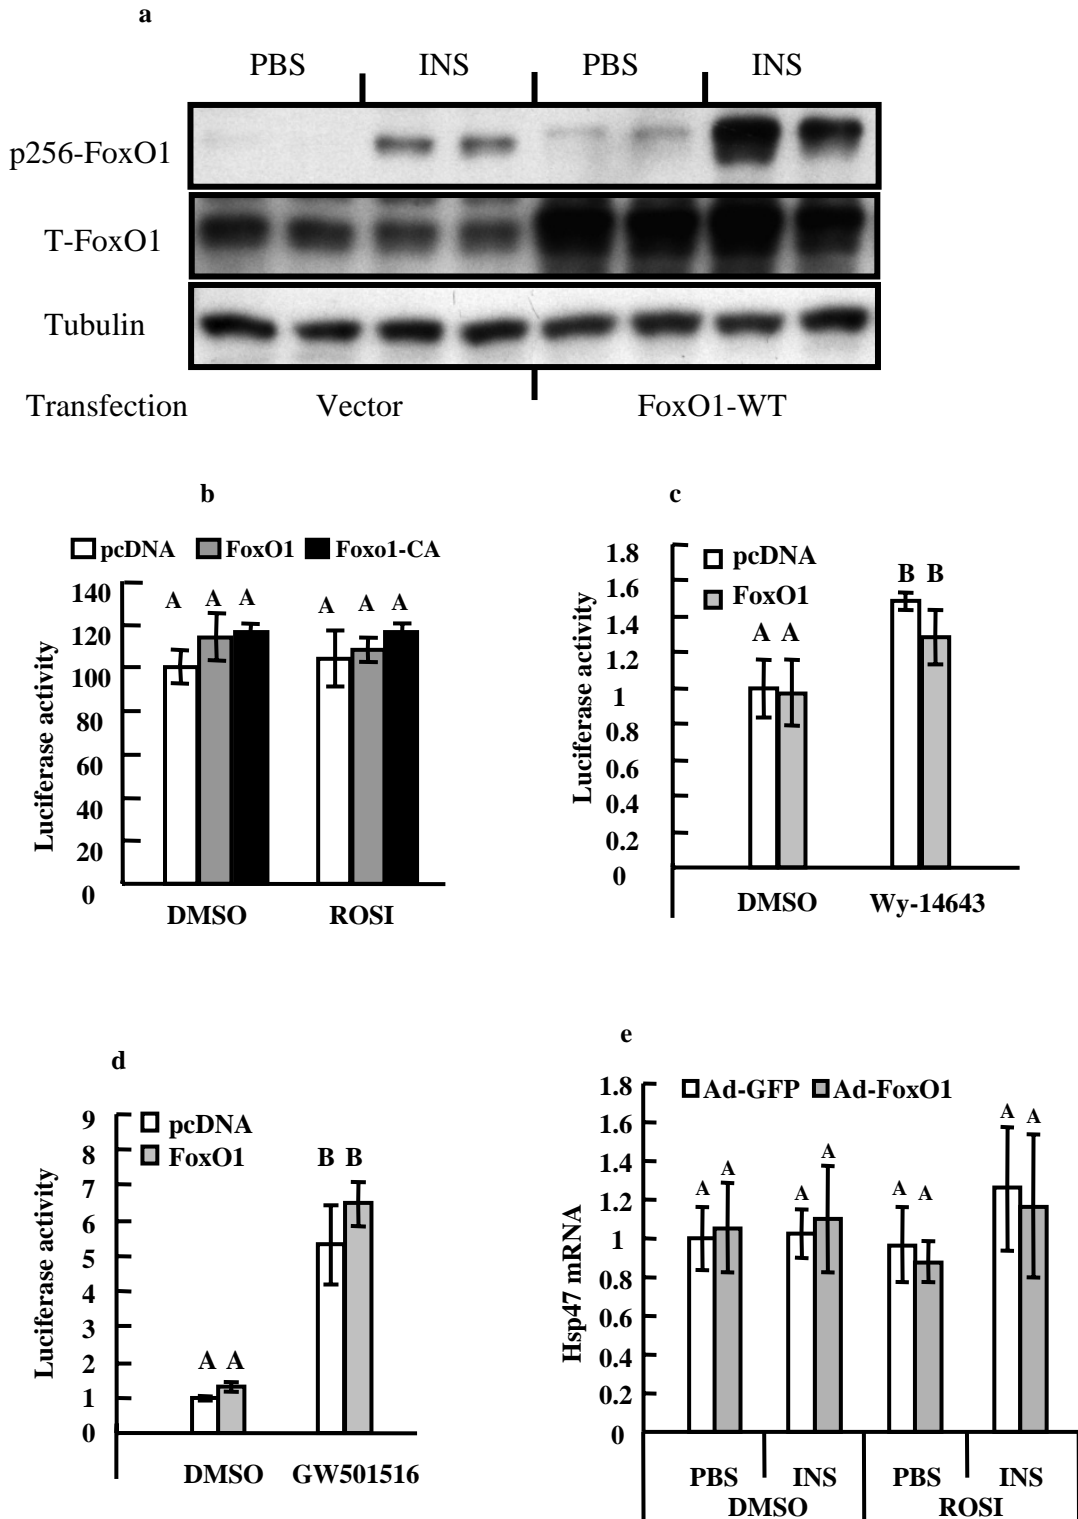 a
PBS INS PBS INS
p256-FoxO1
T-FoxO1
Tubulin
Transfection Vector FoxO1-WT
b
pcDNA FoxO1 Foxo1-CA
140
120
100
80
60
40
20
0
Luciferase activity
A A A A A A
DMSO ROSI
c
pcDNA
FoxO1
1.8
1.6
1.4
1.2
1
0.8
0.6
0.4
0.2
0
Luciferase activity
A A B B
DMSO Wy-14643
d
pcDNA
FoxO1
9
8
7
6
5
4
3
2
1
0
Luciferase activity
A A B B
DMSO GW501516
e
Ad-GFP Ad-FoxO1
1.8
1.6
1.4
1.2
1
0.8
0.6
0.4
0.2
0
Hsp47 mRNA
A A A A A A A A
PBS INS PBS INS
DMSO ROSI